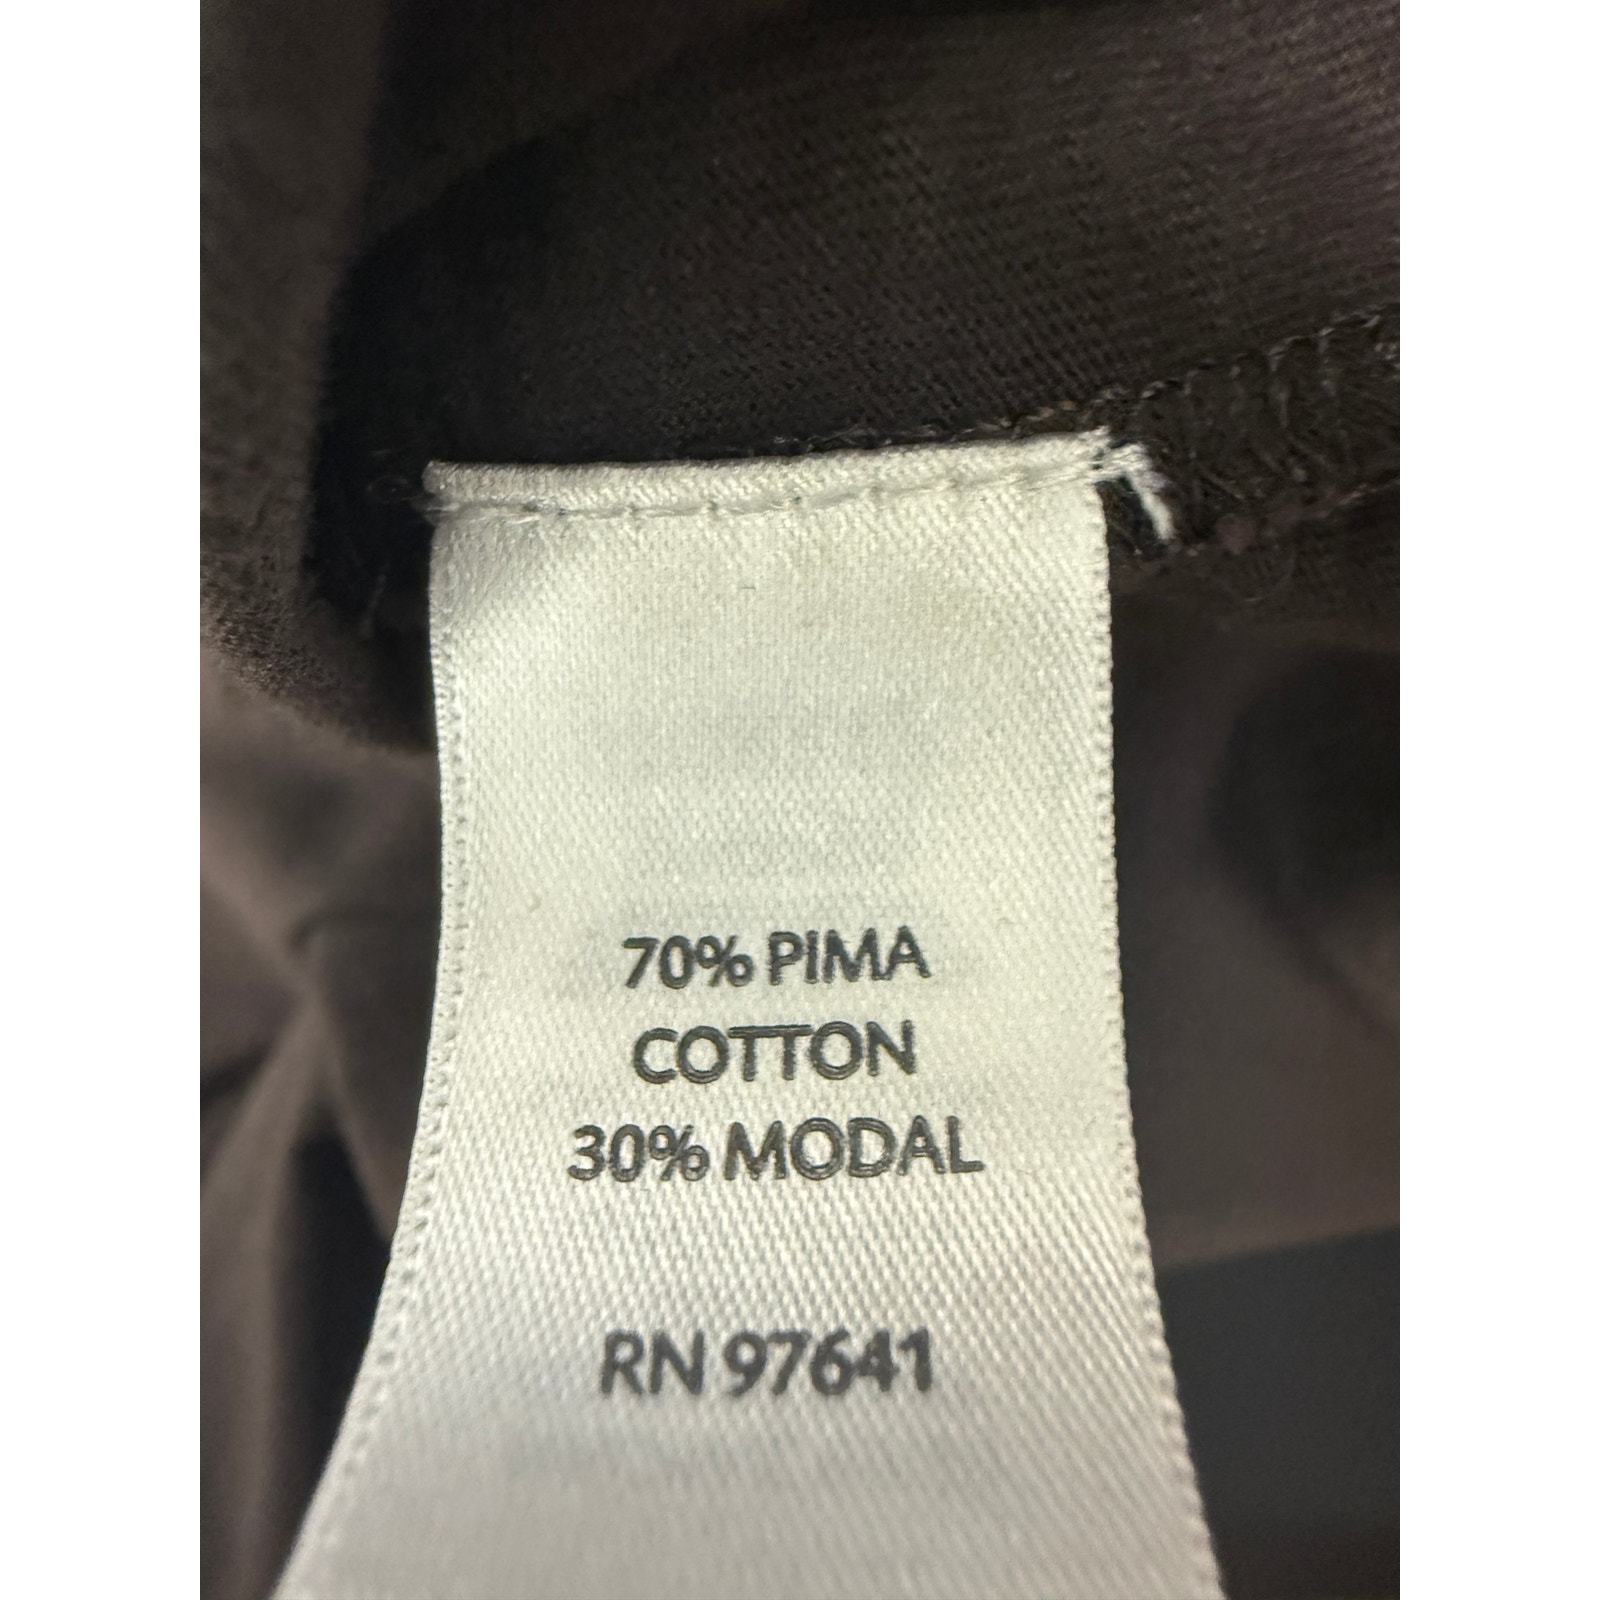 70% PIMA
COTTON
30% MODAL
RN 97641